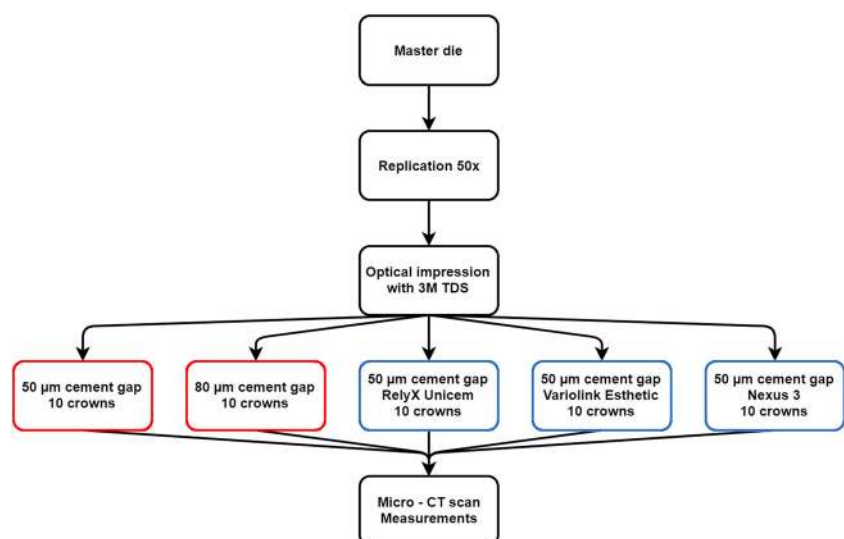 Master die
Replication 50x
Optical impression
with 3M TDS
50 µm cement gap
10 crowns
80 µm cement gap
10 crowns
50 µm cement gap
RelyX Unicem
10 crowns
50 µm cement gap
Variolink Esthetic
10 crowns
50 µm cement gap
Nexus 3
10 crowns
Micro - CT scan
Measurements